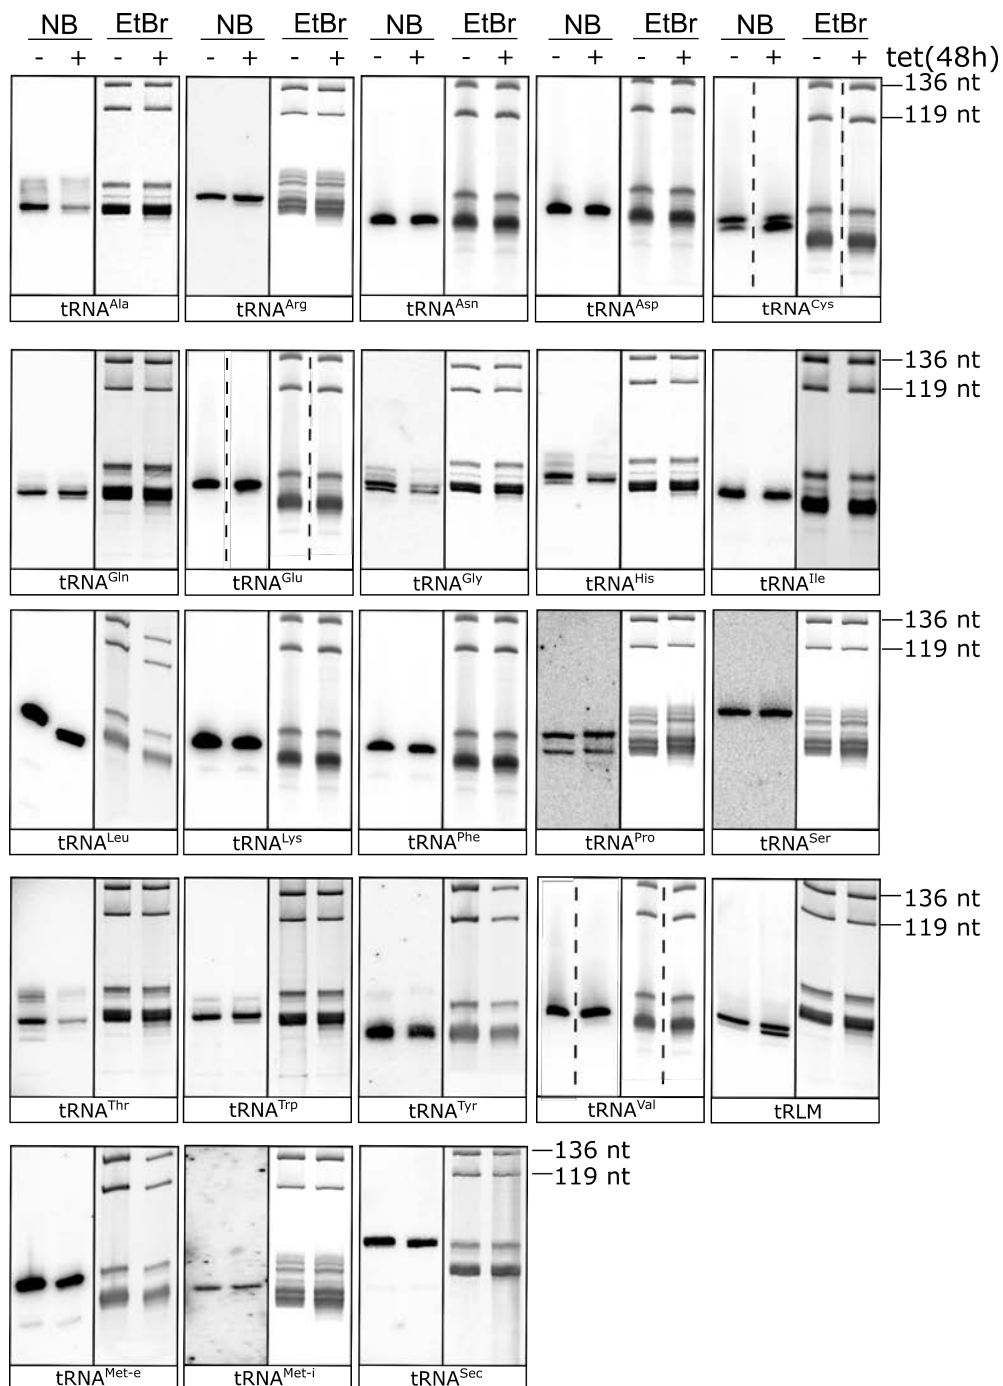 NB EtBr NB EtBr NB EtBr NB EtBr NB EtBr
- + - + - + - + - + - + - + - + - + - + tet(48h)
136 nt
119 nt
tRNAAla tRNAArg tRNAAsn tRNAAsp tRNACys
136 nt
119 nt
tRNAGln tRNAGlu tRNAGly tRNAHis tRNAIle
136 nt
119 nt
tRNALeu tRNALys tRNAPhe tRNAPro tRNASer
136 nt
119 nt
tRNAThr tRNATrp tRNATyr tRNAVal tRLM
136 nt
119 nt
tRNAMet-e tRNAMet-i tRNASec